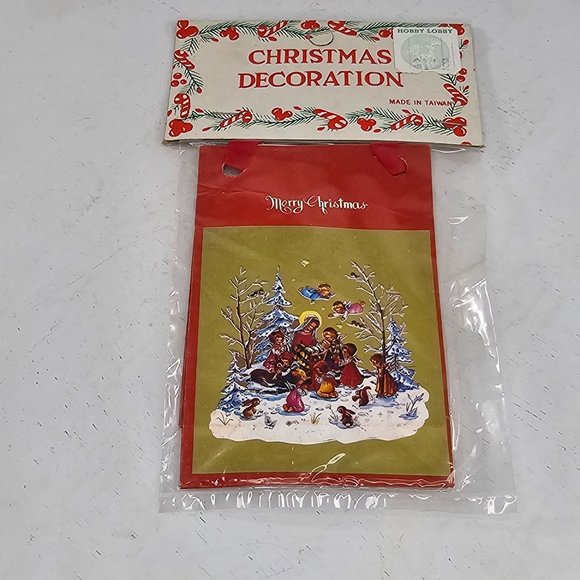 HOBBY LOBBY
CHRISTMAS
DECORATION
MADE IN TAIWAN
Merry Christmas